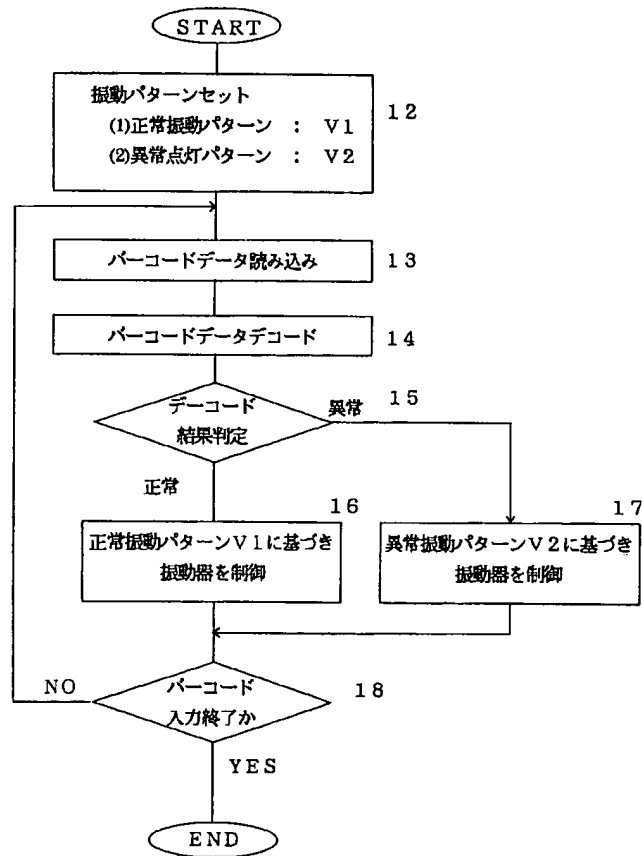 START
振動パターンセット
(1)正常振動パターン : V1
(2)異常点灯パターン : V2
12
バーコードデータ読み込み
13
バーコードデータデコード
14
デーコード
結果判定
異常
15
正常
16
正常振動パターンV1に基づき
振動器を制御
17
異常振動パターンV2に基づき
振動器を制御
NO
バーコード
入力終了か
18
YES
END